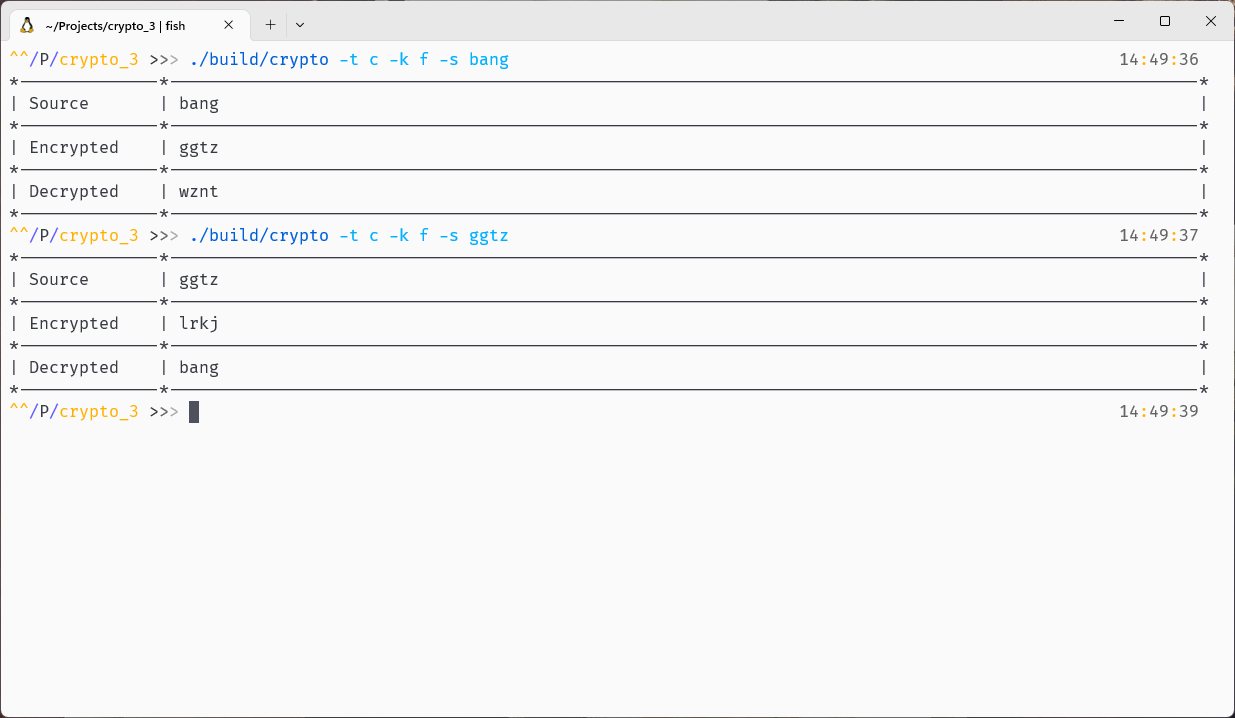 ~/Projects/crypto_3 | fish
^^/P/crypto_3 >>> ./build/crypto -t c -k f -s bang 14:49:36
*——————————————*———————————————————————————————————————————————————————*
| Source | bang |
*——————————————*———————————————————————————————————————————————————————*
| Encrypted | ggtz |
*——————————————*———————————————————————————————————————————————————————*
| Decrypted | wznt |
*——————————————*———————————————————————————————————————————————————————*
^^/P/crypto_3 >>> ./build/crypto -t c -k f -s ggtz 14:49:37
*——————————————*———————————————————————————————————————————————————————*
| Source | ggtz |
*——————————————*———————————————————————————————————————————————————————*
| Encrypted | lrkj |
*——————————————*———————————————————————————————————————————————————————*
| Decrypted | bang |
*——————————————*———————————————————————————————————————————————————————*
^^/P/crypto_3 >>> 14:49:39